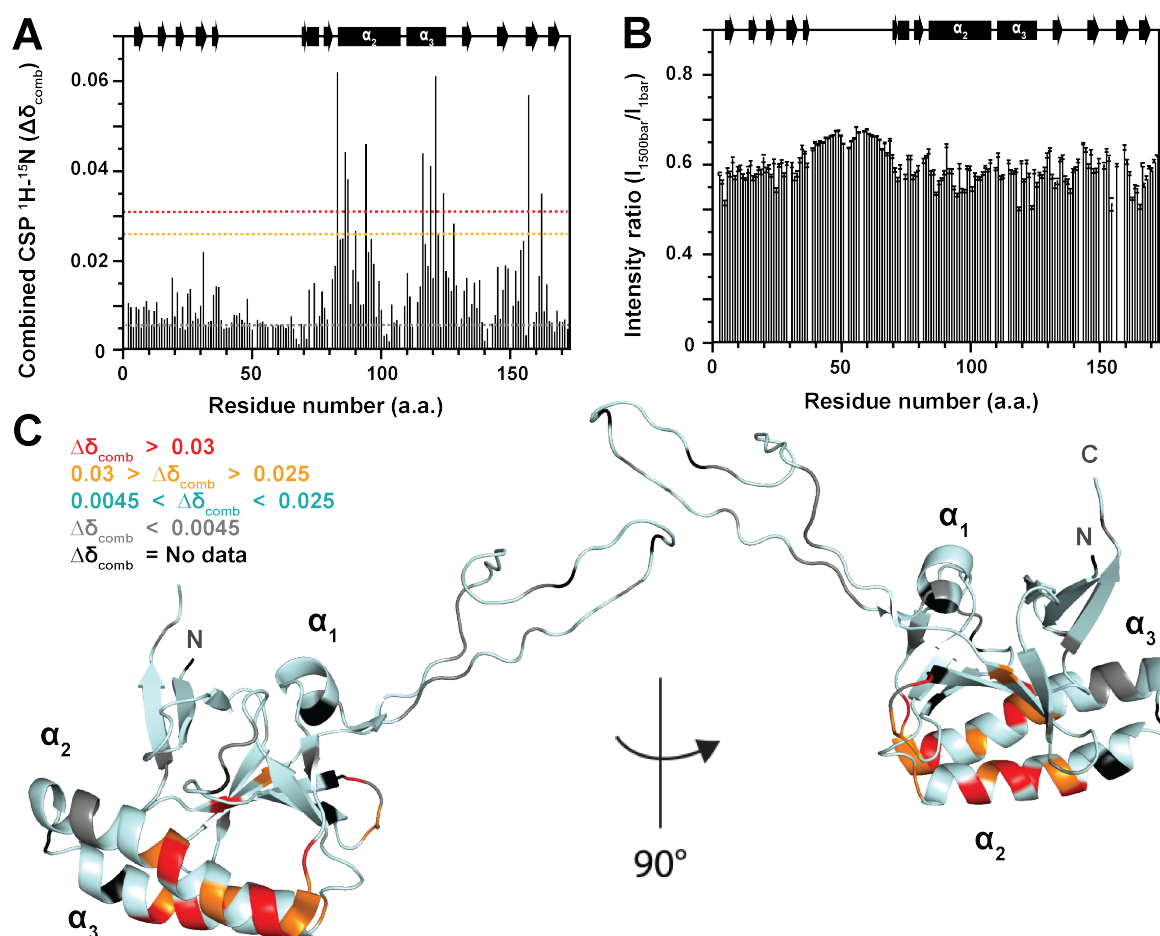 A
α2 α3
Combined CSP ¹H-¹⁵N (Δδcomb)
0.06
0.04
0.02
0
0 50 100 150
Residue number (a.a.)
B
α2 α3
Intensity ratio (I1500bar/I1bar)
0.8
0.6
0.4
0
0 50 100 150
Residue number (a.a.)
C
Δδcomb > 0.03
0.03 > Δδcomb > 0.025
0.0045 < Δδcomb < 0.025
Δδcomb < 0.0045
Δδcomb = No data
N
α1
α2
α3
90º
C
N
α1
α3
α2